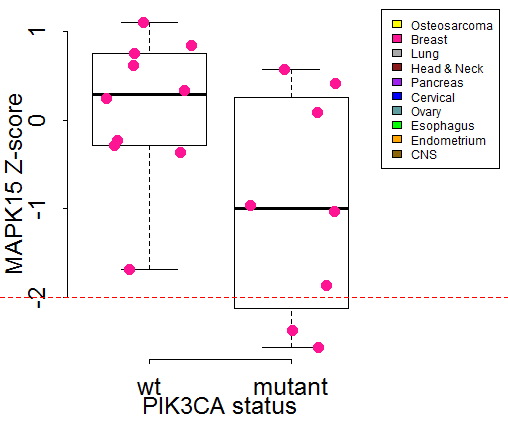 1
0
-1
-2
MAPK15 Z-score
wt mutant
PIK3CA status
Osteosarcoma
Breast
Lung
Head & Neck
Pancreas
Cervical
Ovary
Esophagus
Endometrium
CNS